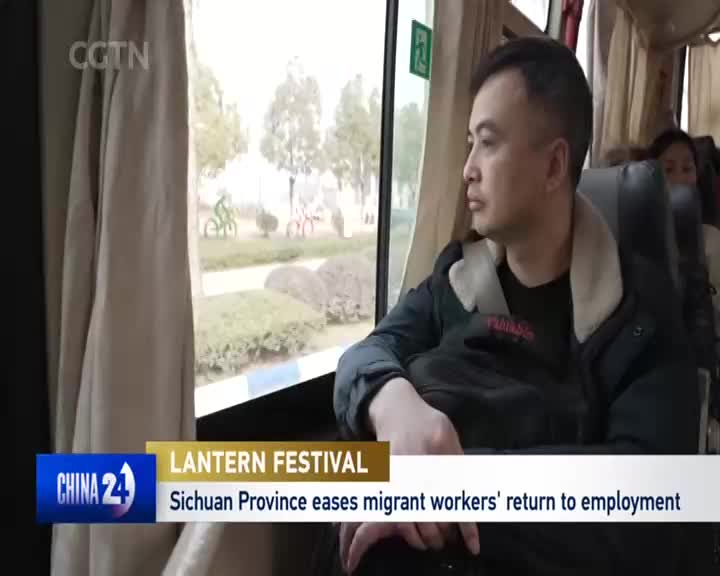 CGTN
LANTERN FESTIVAL
CHINA 24
Sichuan Province eases migrant workers' return to employment